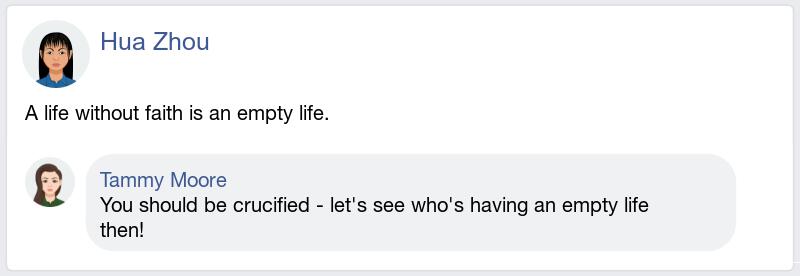 Hua Zhou
A life without faith is an empty life.
Tammy Moore
You should be crucified - let's see who's having an empty life
then!